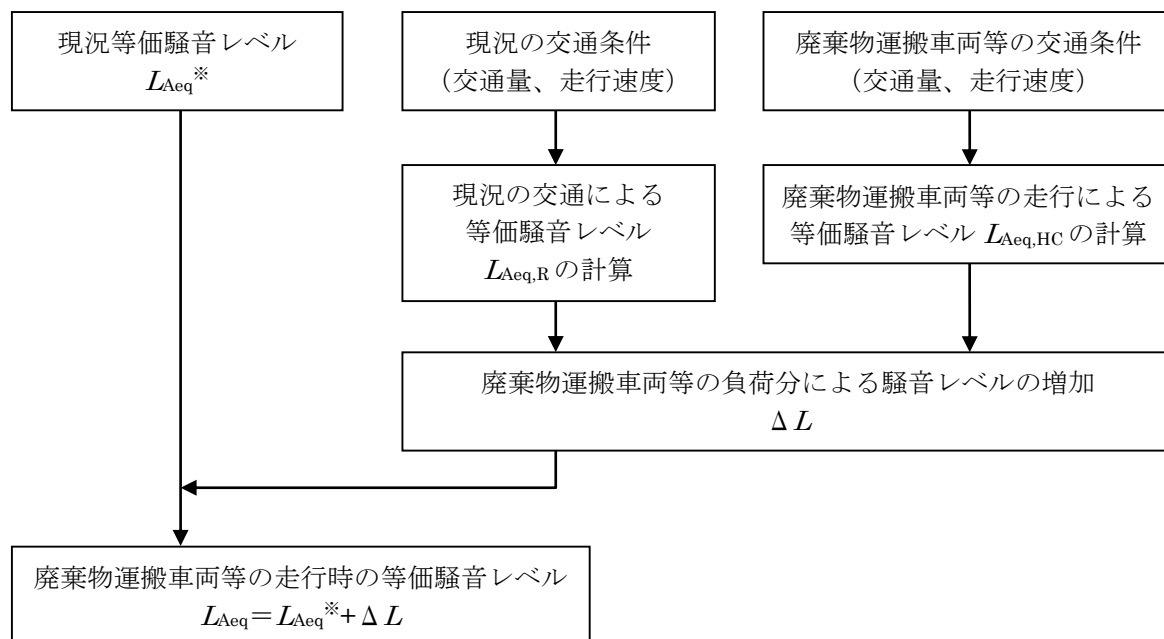 現況等価騒音レベル
LAeq※
現況の交通条件
（交通量、走行速度）
廃棄物運搬車両等の交通条件
（交通量、走行速度）
現況の交通による
等価騒音レベル
LAeq,R の計算
廃棄物運搬車両等の走行による
等価騒音レベル LAeq,HC の計算
廃棄物運搬車両等の負荷分による騒音レベルの増加
Δ L
廃棄物運搬車両等の走行時の等価騒音レベル
LAeq＝LAeq※+Δ L